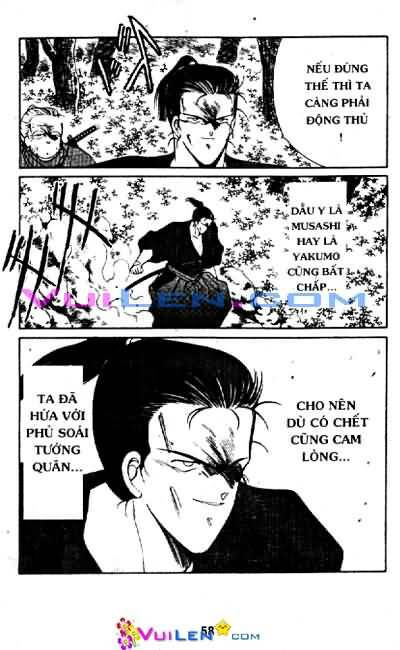 NẾU ĐÚNG
THẾ THÌ TA
CÀNG PHẢI
ĐỘNG THỦ
!
DẦU Y LÀ
MUSASHI
HAY LÀ
YAKUMO
CŨNG BẤT
CHẤP...
VUILEN.COM
TA ĐÃ
HỨA VỚI
PHỦ SOÁI
TƯỚNG
QUÂN...
CHO NÊN
DÙ CÓ CHẾT
CŨNG CAM
LÒNG...
58
VUILEN.COM